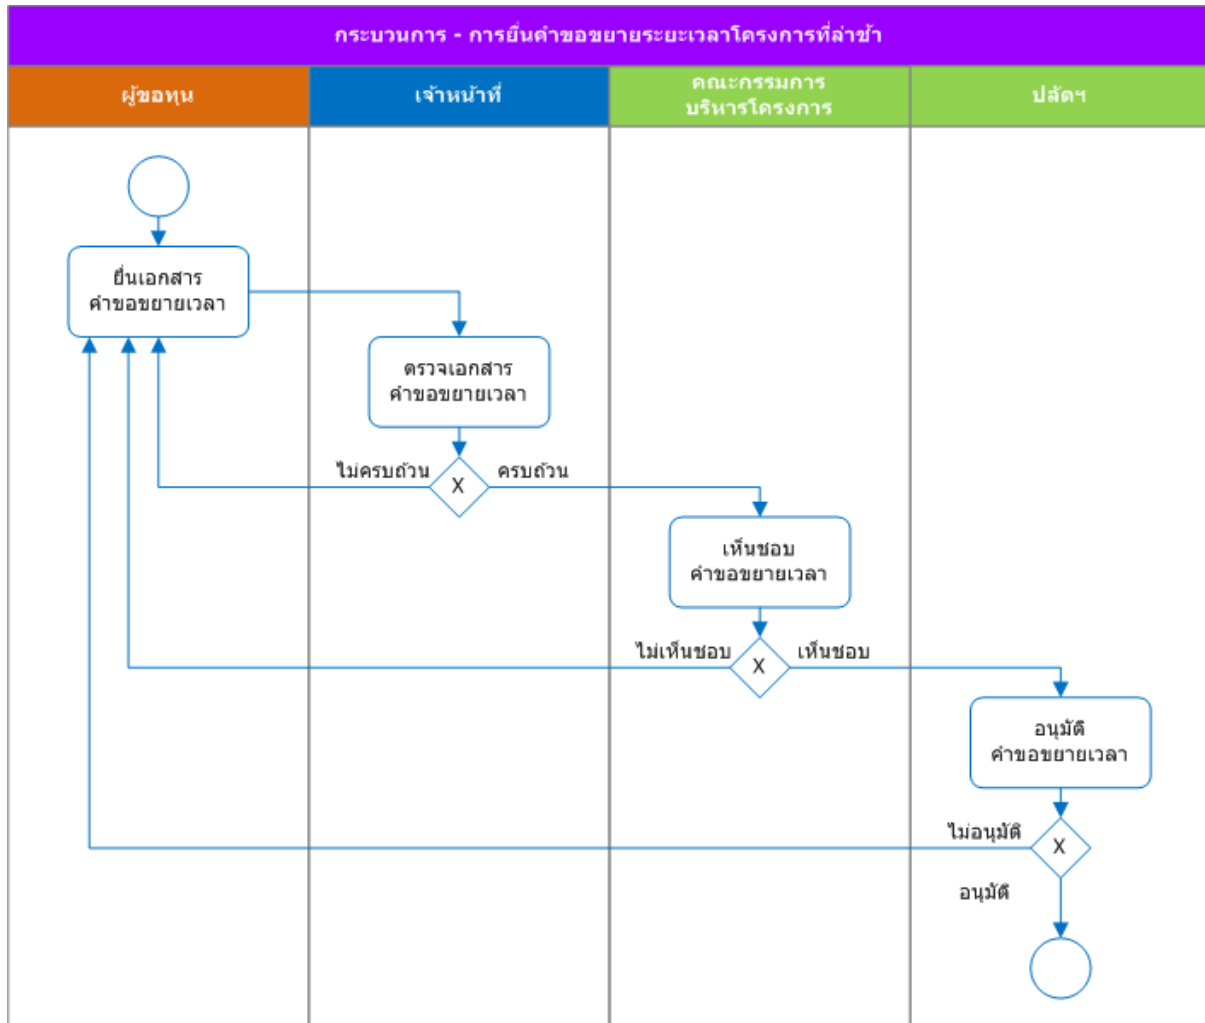 กระบวนการ - การยื่นคำขอขยายระยะเวลาโครงการที่ล่าช้า
ผู้ขอทุน
เจ้าหน้าที่
คณะกรรมการ
บริหารโครงการ
ปลัดฯ
ยื่นเอกสาร
คำขอขยายเวลา
ตรวจเอกสาร
คำขอขยายเวลา
ไม่ครบถ้วน
X
ครบถ้วน
เห็นชอบ
คำขอขยายเวลา
ไม่เห็นชอบ
X
เห็นชอบ
อนุมัติ
คำขอขยายเวลา
ไม่อนุมัติ
X
อนุมัติ